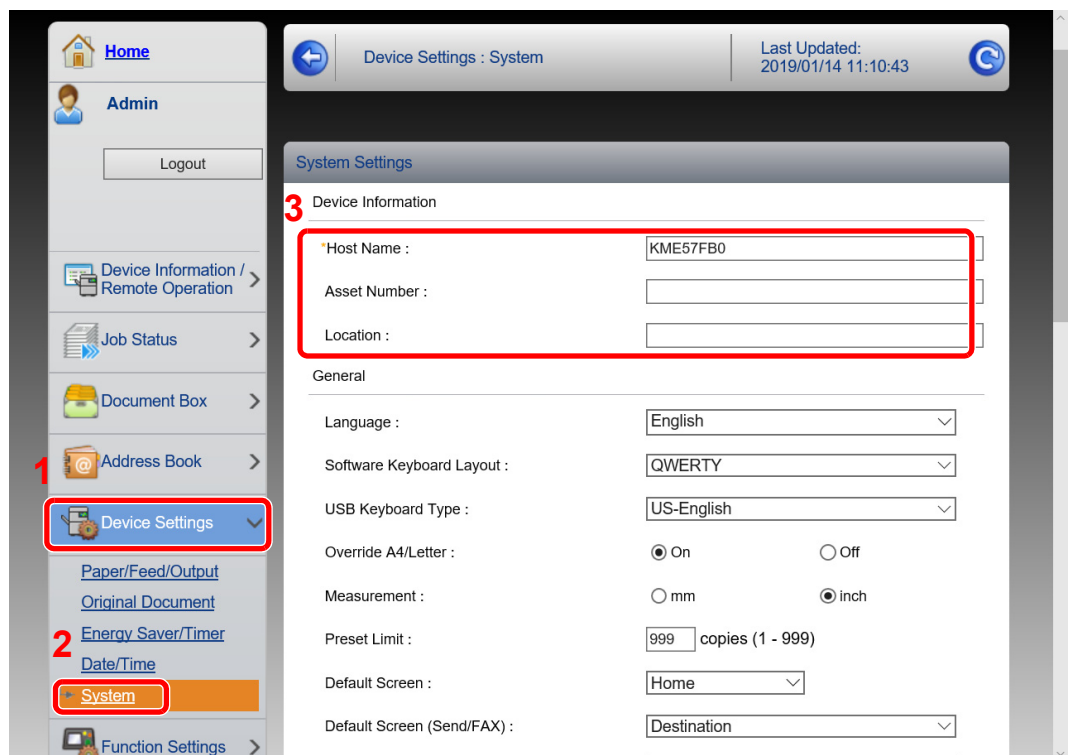 Home
Admin
Logout
Device Information /
Remote Operation
Job Status
Document Box
1
Address Book
Device Settings
Paper/Feed/Output
Original Document
Energy Saver/Timer
2
Date/Time
System
Function Settings
Device Settings : System
Last Updated:
2019/01/14 11:10:43
System Settings
3
Device Information
*Host Name : KME57FB0
Asset Number :
Location :
General
Language : English
Software Keyboard Layout : QWERTY
USB Keyboard Type : US-English
Override A4/Letter : On Off
Measurement : mm inch
Preset Limit : 999 copies (1 - 999)
Default Screen : Home
Default Screen (Send/FAX) : Destination